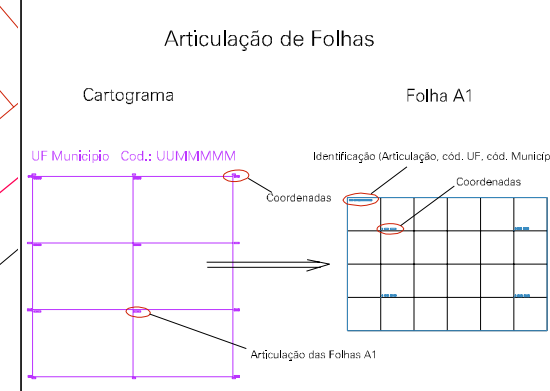 Articulação de Folhas
Cartograma
Folha A1
UF Municipio Cod.: UUMMMMM
Identificação (Articulação, cód. UF, cód. Municíp
Coordenadas
Coordenadas
Articulação das Folhas A1